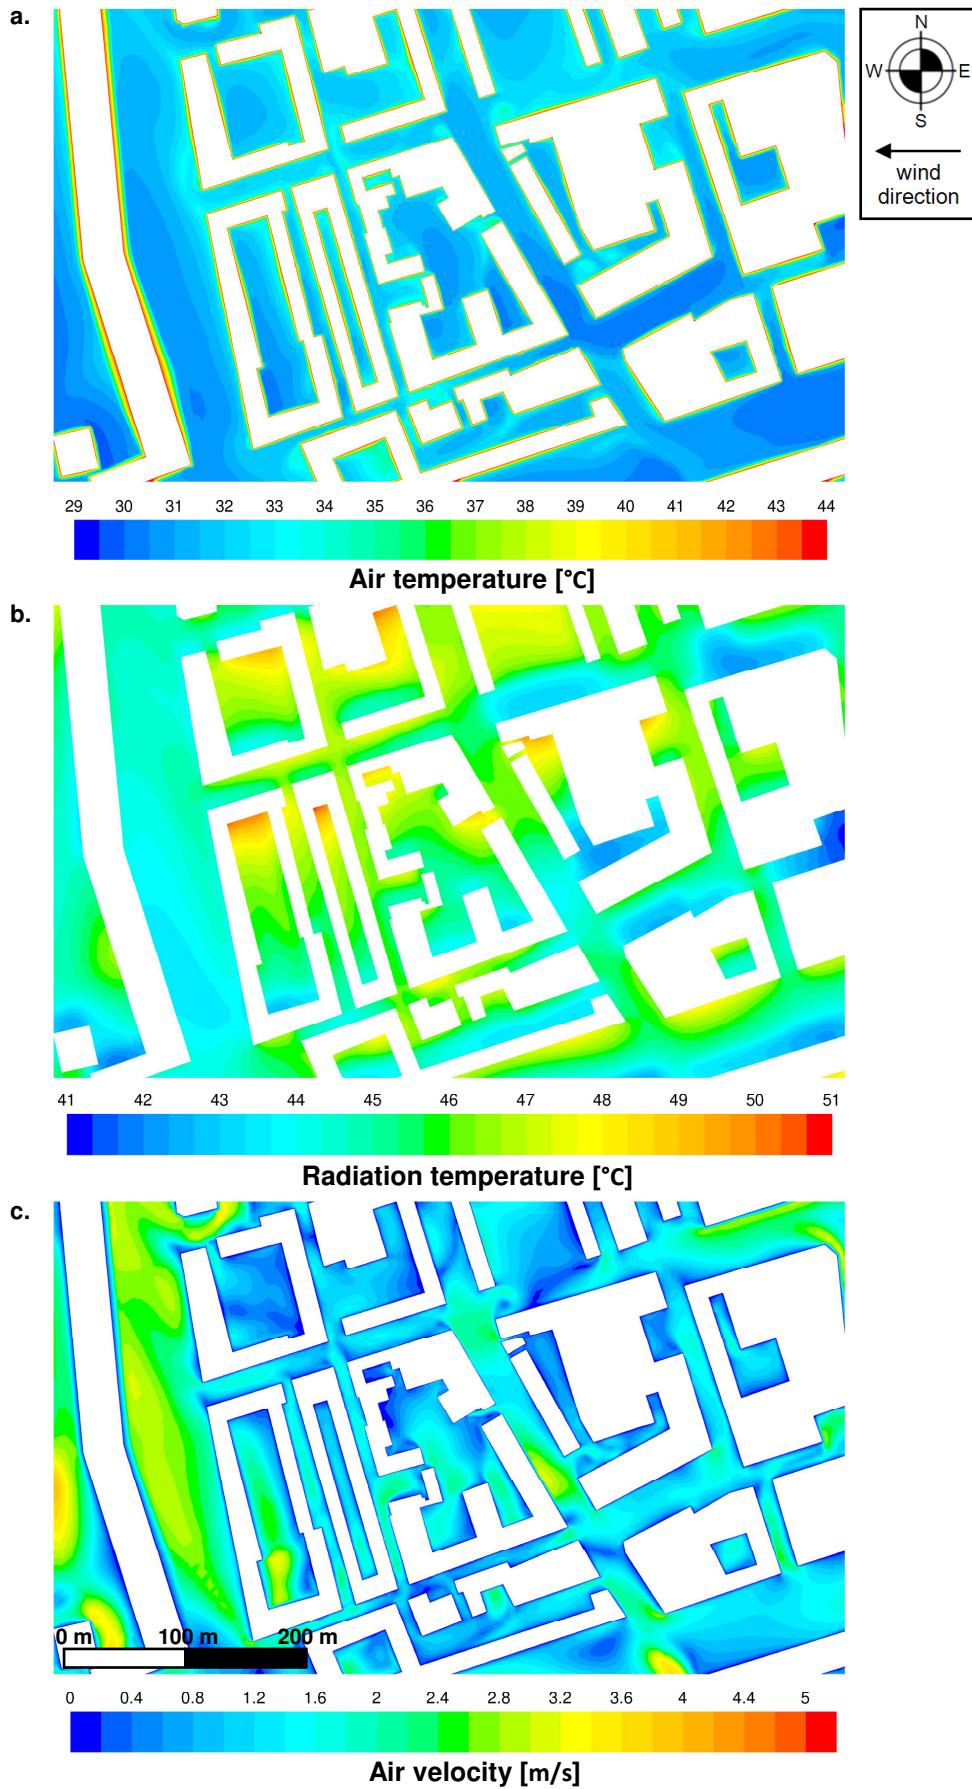 a.
N
W E
S
wind
direction
29 30 31 32 33 34 35 36 37 38 39 40 41 42 43 44
Air temperature [°C]
b.
41 42 43 44 45 46 47 48 49 50 51
Radiation temperature [°C]
c.
0 m 100 m 200 m
0 0.4 0.8 1.2 1.6 2 2.4 2.8 3.2 3.6 4 4.4 5
Air velocity [m/s]